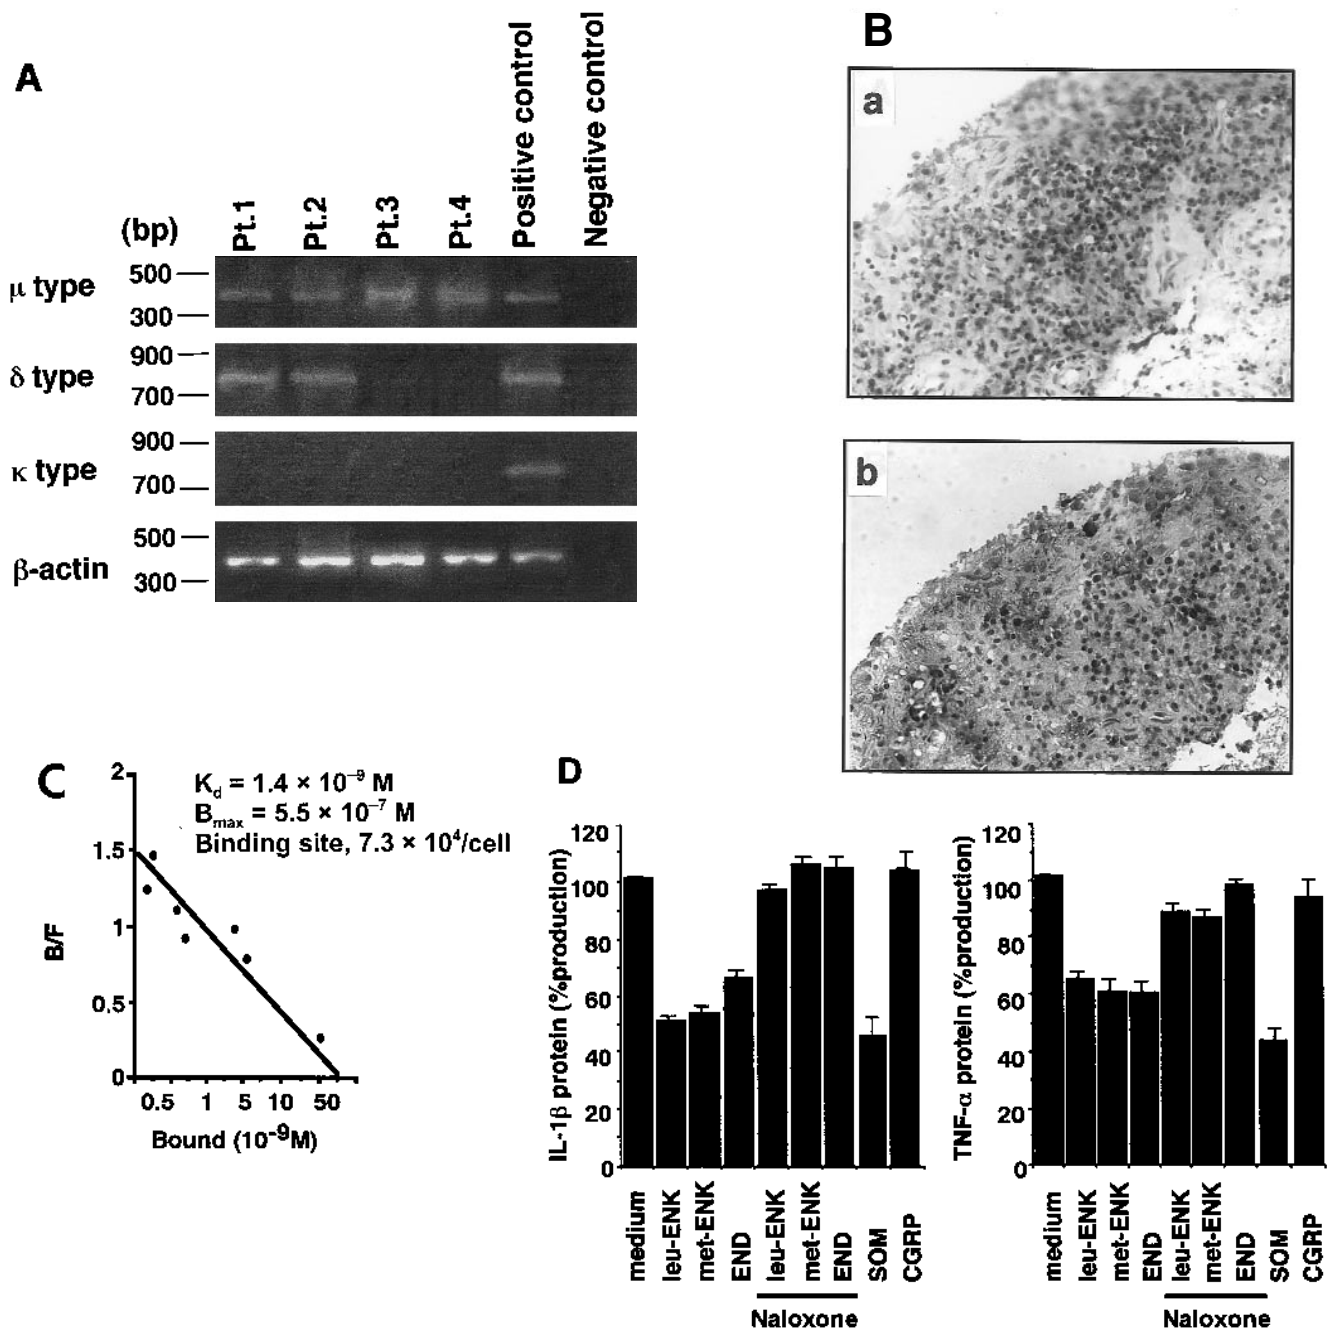 A
(bp)
Pt.1
Pt.2
Pt.3
Pt.4
Positive control
Negative control
μ type
500
300
δ type
900
700
κ type
900
700
β-actin
500
300
B
a
b
C
K_d = 1.4 × 10⁻⁹ M
B_max = 5.5 × 10⁻⁷ M
Binding site, 7.3 × 10⁴/cell
B/F
2
1.5
1
0.5
0
0.5 1 5 10 50
Bound (10⁻⁹M)
D
IL-1β protein (%production)
120
100
80
60
40
20
0
medium
leu-ENK
met-ENK
END
leu-ENK
met-ENK
END
SOM
CGRP
Naloxone
TNF-α protein (%production)
120
100
80
60
40
20
0
medium
leu-ENK
met-ENK
END
leu-ENK
met-ENK
END
SOM
CGRP
Naloxone